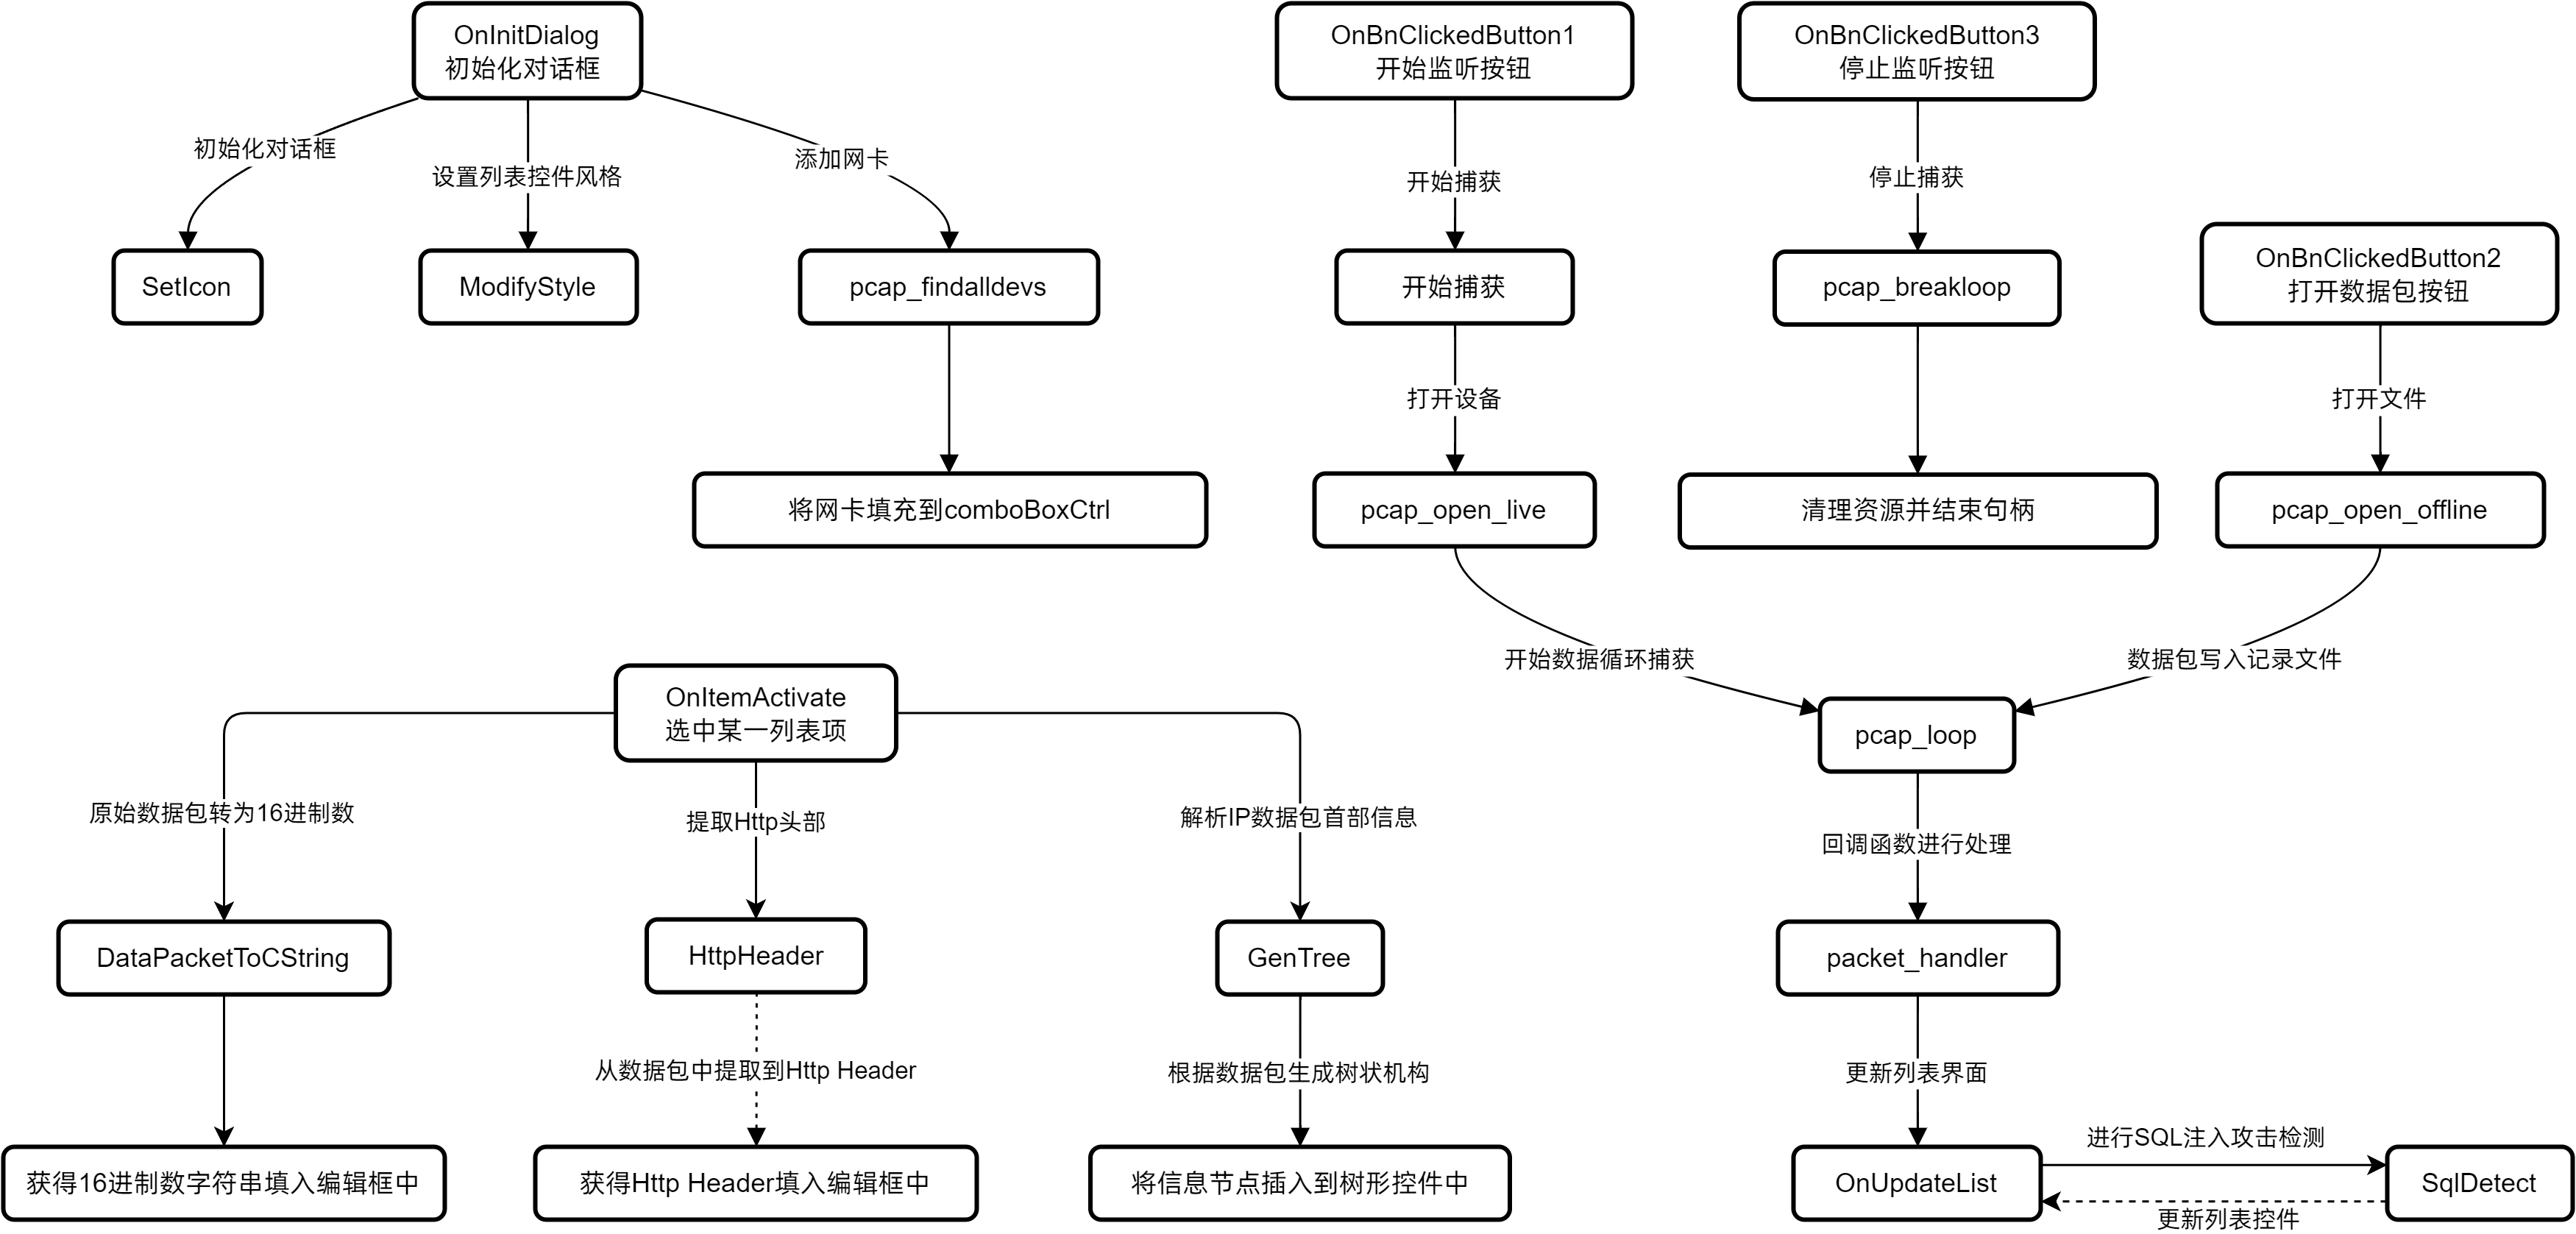 OnInitDialog
初始化对话框
OnBnClickedButton1
开始监听按钮
OnBnClickedButton3
停止监听按钮
初始化对话框
设置列表控件风格
添加网卡
开始捕获
停止捕获
SetIcon
ModifyStyle
pcap_findalldevs
开始捕获
pcap_breakloop
OnBnClickedButton2
打开数据包按钮
打开设备
打开文件
将网卡填充到comboBoxCtrl
pcap_open_live
清理资源并结束句柄
pcap_open_offline
开始数据循环捕获
数据包写入记录文件
OnItemActivate
选中某一列表项
pcap_loop
原始数据包转为16进制数
提取Http头部
解析IP数据包首部信息
回调函数进行处理
DataPacketToCString
HttpHeader
GenTree
packet_handler
从数据包中提取到Http Header
根据数据包生成树状机构
更新列表界面
进行SQL注入攻击检测
获得16进制数字符串填入编辑框中
获得Http Header填入编辑框中
将信息节点插入到树形控件中
OnUpdateList
SqlDetect
更新列表控件